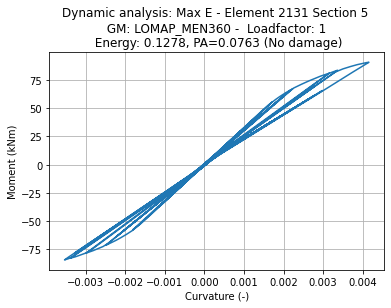 Dynamic analysis: Max E - Element 2131 Section 5
GM: LOMAP_MEN360 -  Loadfactor: 1
Energy: 0.1278, PA=0.0763 (No damage)
Moment (kNm)
75
50
25
0
−25
−50
−75
−0.003 −0.002 −0.001 0.000 0.001 0.002 0.003 0.004
Curvature (-)